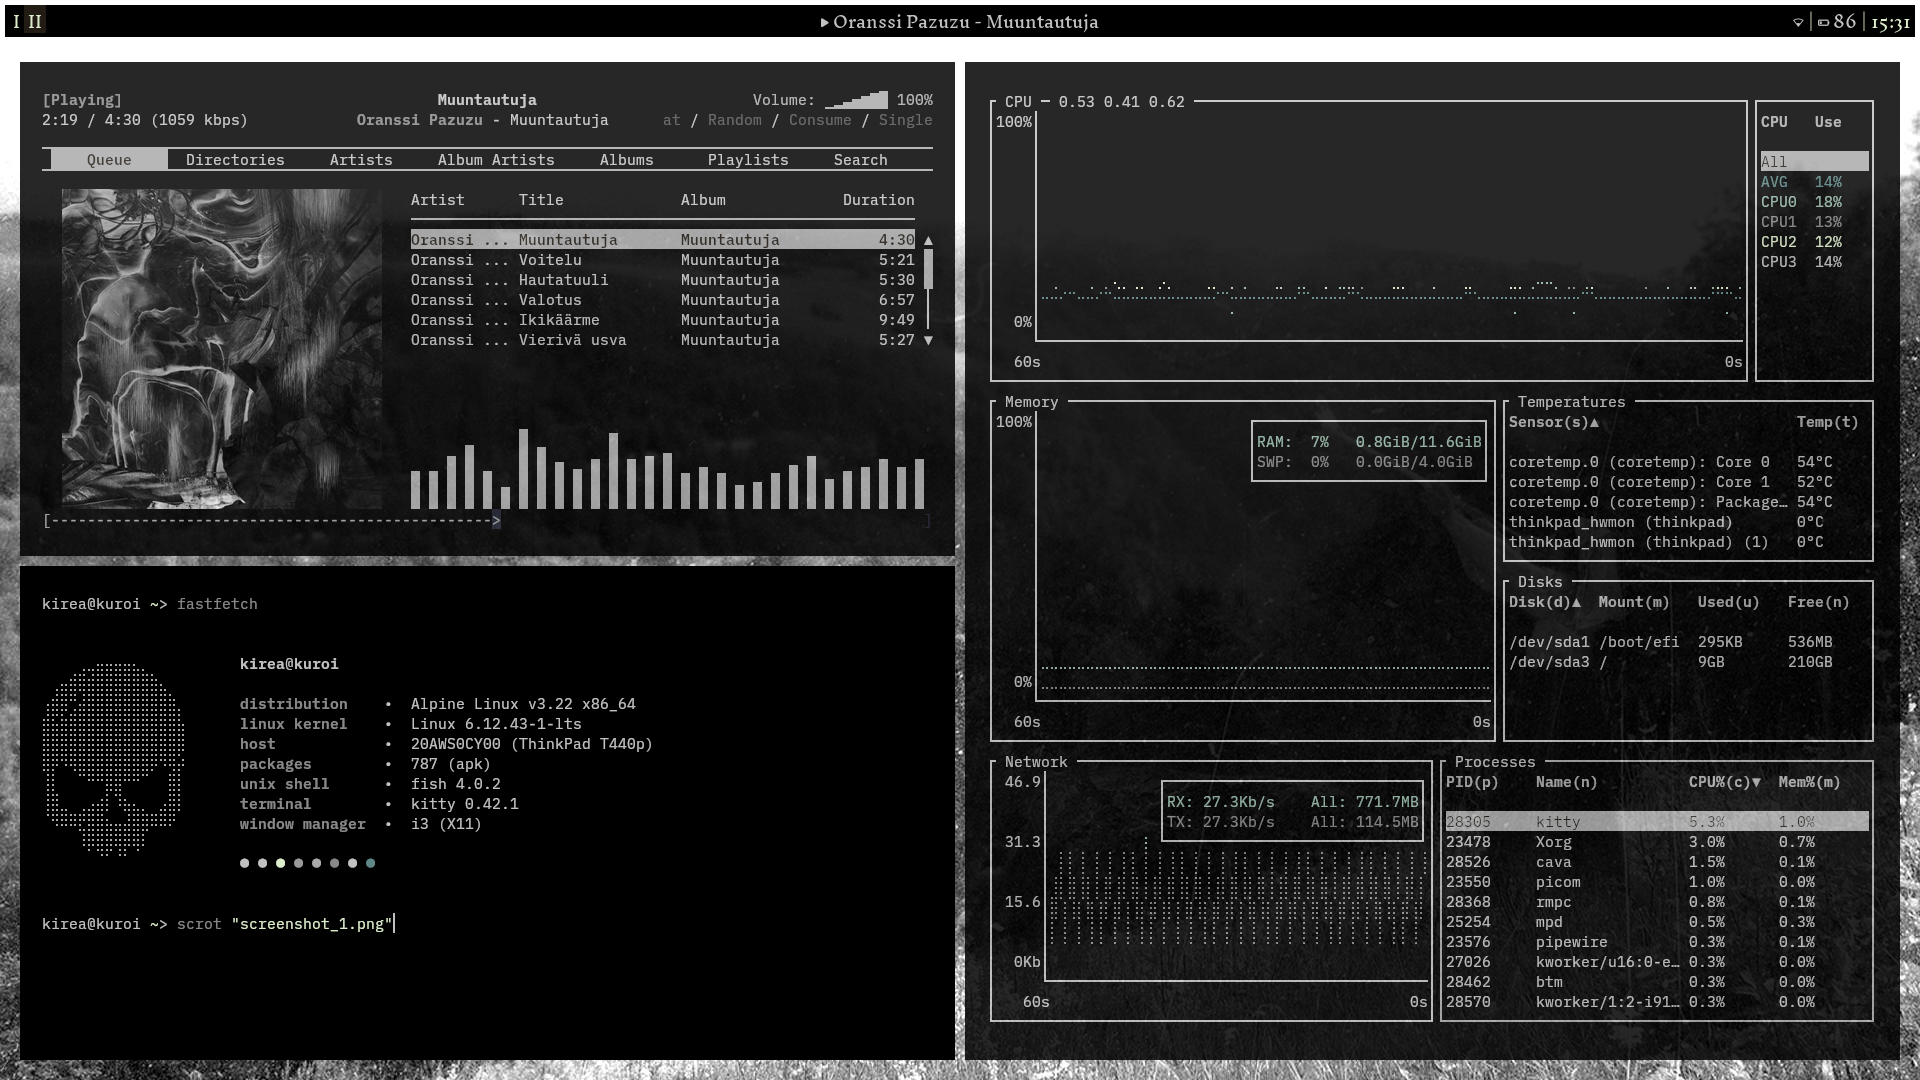 I II
Oranssi Pazuzu - Muuntautuja
86 | 15:31
[Playing] Muuntautuja Volume: 100%
2:19 / 4:30 (1059 kbps) Oranssi Pazuzu - Muuntautuja at / Random / Consume / Single
Queue Directories Artists Album Artists Albums Playlists Search
Artist Title Album Duration
Oranssi ... Muuntautuja Muuntautuja 4:30
Oranssi ... Voitelu Muuntautuja 5:21
Oranssi ... Hautatuuli Muuntautuja 5:30
Oranssi ... Valotus Muuntautuja 6:57
Oranssi ... Ikikäärme Muuntautuja 9:49
Oranssi ... Vierivä usva Muuntautuja 5:27
kirea@kuroi ~> fastfetch
kirea@kuroi
distribution • Alpine Linux v3.22 x86_64
linux kernel • Linux 6.12.43-1-lts
host • 20AWS0CY00 (ThinkPad T440p)
packages • 787 (apk)
unix shell • fish 4.0.2
terminal • kitty 0.42.1
window manager • i3 (X11)
kirea@kuroi ~> scrot "screenshot_1.png"
CPU — 0.53 0.41 0.62
100%
0%
60s 0s
CPU Use
All
AVG 14%
CPU0 18%
CPU1 13%
CPU2 12%
CPU3 14%
Memory
100%
RAM: 7% 0.8GiB/11.6GiB
SWP: 0% 0.0GiB/4.0GiB
0%
60s 0s
Temperatures
Sensor(s)▲ Temp(t)
coretemp.0 (coretemp): Core 0 54°C
coretemp.0 (coretemp): Core 1 52°C
coretemp.0 (coretemp): Package… 54°C
thinkpad_hwmon (thinkpad) 0°C
thinkpad_hwmon (thinkpad) (1) 0°C
Disks
Disk(d)▲ Mount(m) Used(u) Free(n)
/dev/sda1 /boot/efi 295KB 536MB
/dev/sda3 / 9GB 210GB
Network
46.9
RX: 27.3Kb/s All: 771.7MB
TX: 27.3Kb/s All: 114.5MB
31.3
15.6
0Kb
60s 0s
Processes
PID(p) Name(n) CPU%(c)▼ Mem%(m)
28305 kitty 5.3% 1.0%
23478 Xorg 3.0% 0.7%
28526 cava 1.5% 0.1%
23550 picom 1.0% 0.0%
28368 rmpc 0.8% 0.1%
25254 mpd 0.5% 0.3%
23576 pipewire 0.3% 0.1%
27026 kworker/u16:0-e… 0.3% 0.0%
28462 btm 0.3% 0.0%
28570 kworker/1:2-i91… 0.3% 0.0%